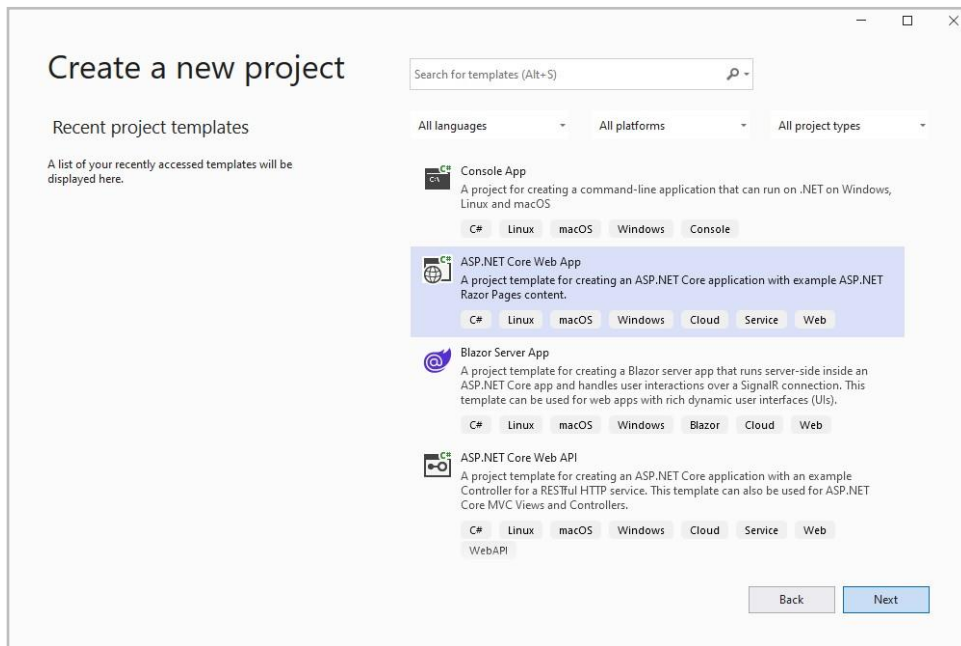 Create a new project
Search for templates (Alt+S)
Recent project templates
A list of your recently accessed templates will be
displayed here.
All languages
All platforms
All project types
C#
C:\
Console App
A project for creating a command-line application that can run on .NET on Windows,
Linux and macOS
C# Linux macOS Windows Console
C#
ASP.NET Core Web App
A project template for creating an ASP.NET Core application with example ASP.NET
Razor Pages content.
C# Linux macOS Windows Cloud Service Web
@
Blazor Server App
A project template for creating a Blazor server app that runs server-side inside an
ASP.NET Core app and handles user interactions over a SignalR connection. This
template can be used for web apps with rich dynamic user interfaces (UIs).
C# Linux macOS Windows Blazor Cloud Web
C#
ASP.NET Core Web API
A project template for creating an ASP.NET Core application with an example
Controller for a RESTful HTTP service. This template can also be used for ASP.NET
Core MVC Views and Controllers.
C# Linux macOS Windows Cloud Service Web
WebAPI
Back
Next